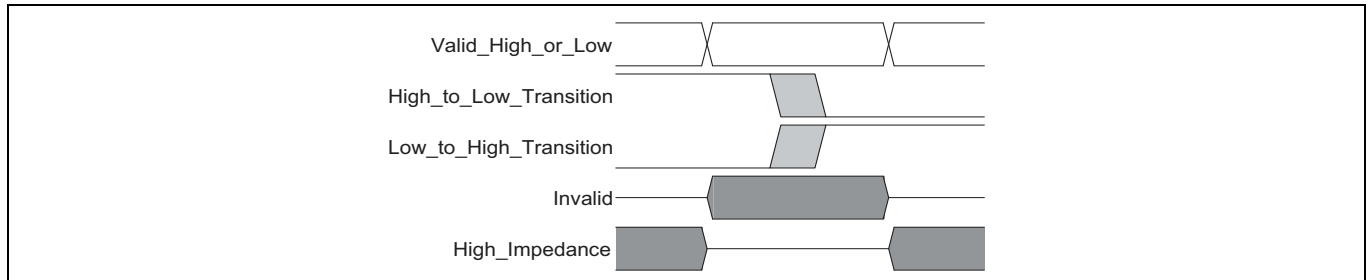 Valid_High_or_Low
High_to_Low_Transition
Low_to_High_Transition
Invalid
High_Impedance